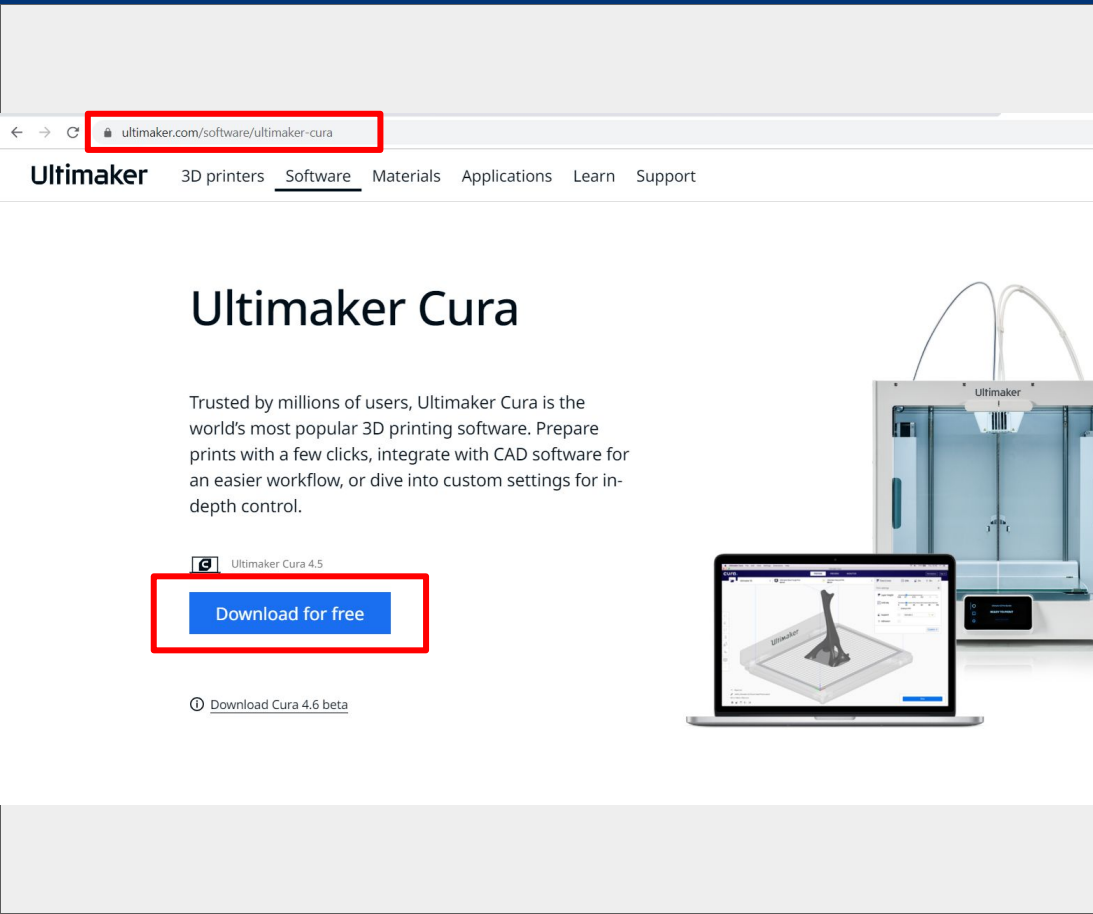 ultimaker.com/software/ultimaker-cura
Ultimaker 3D printers Software Materials Applications Learn Support
Ultimaker Cura
Trusted by millions of users, Ultimaker Cura is the
world's most popular 3D printing software. Prepare
prints with a few clicks, integrate with CAD software for
an easier workflow, or dive into custom settings for in-
depth control.
Ultimaker Cura 4.5
Download for free
Download Cura 4.6 beta
Ultimaker
cura
Ultimaker